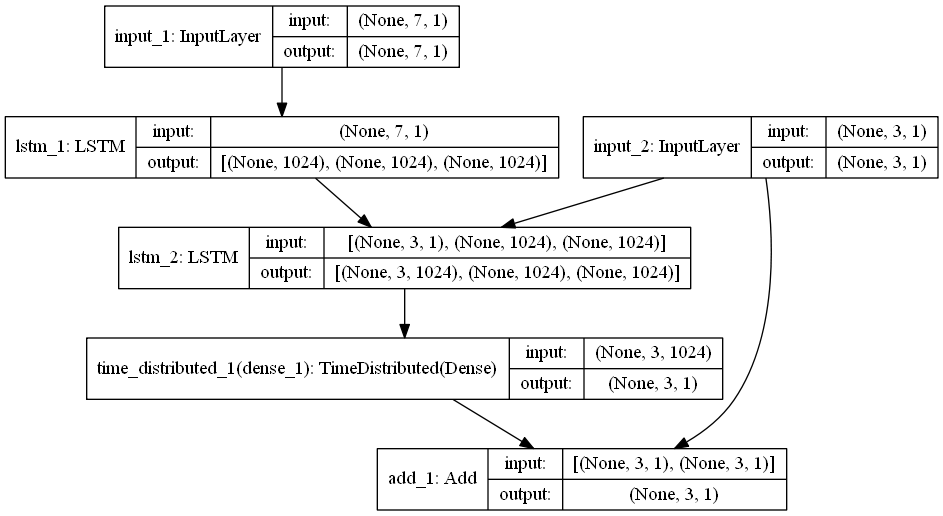 input_1: InputLayer
input: (None, 7, 1)
output: (None, 7, 1)
lstm_1: LSTM
input: (None, 7, 1)
output: [(None, 1024), (None, 1024), (None, 1024)]
input_2: InputLayer
input: (None, 3, 1)
output: (None, 3, 1)
lstm_2: LSTM
input: [(None, 3, 1), (None, 1024), (None, 1024)]
output: [(None, 3, 1024), (None, 1024), (None, 1024)]
time_distributed_1(dense_1): TimeDistributed(Dense)
input: (None, 3, 1024)
output: (None, 3, 1)
add_1: Add
input: [(None, 3, 1), (None, 3, 1)]
output: (None, 3, 1)